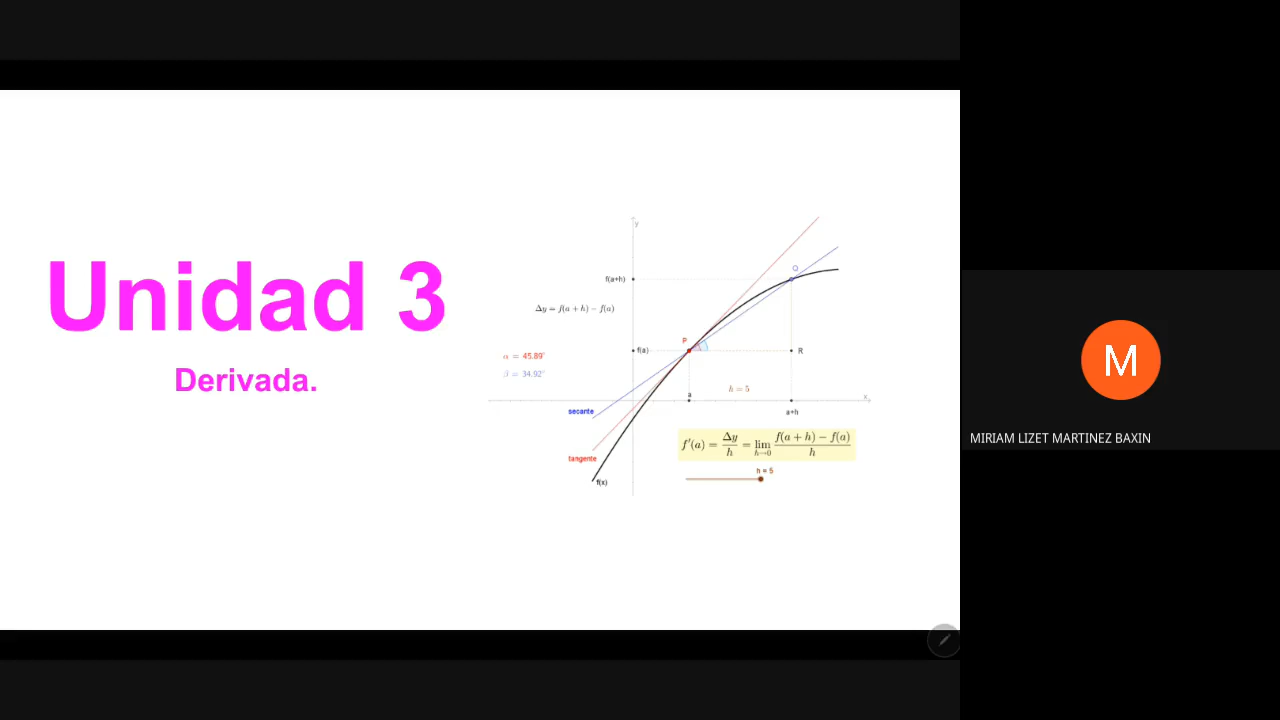 Unidad 3
Derivada.
y
Q
f(a+h)
Δy = f(a + h) − f(a)
P
f(a)
R
α = 45.89°
β = 34.92°
h = 5
a
x
secante
a+h
f'(a) = Δy/h = lim h→0 f(a + h) − f(a)/h
tangente
h = 5
f(x)
M
MIRIAM LIZET MARTINEZ BAXIN